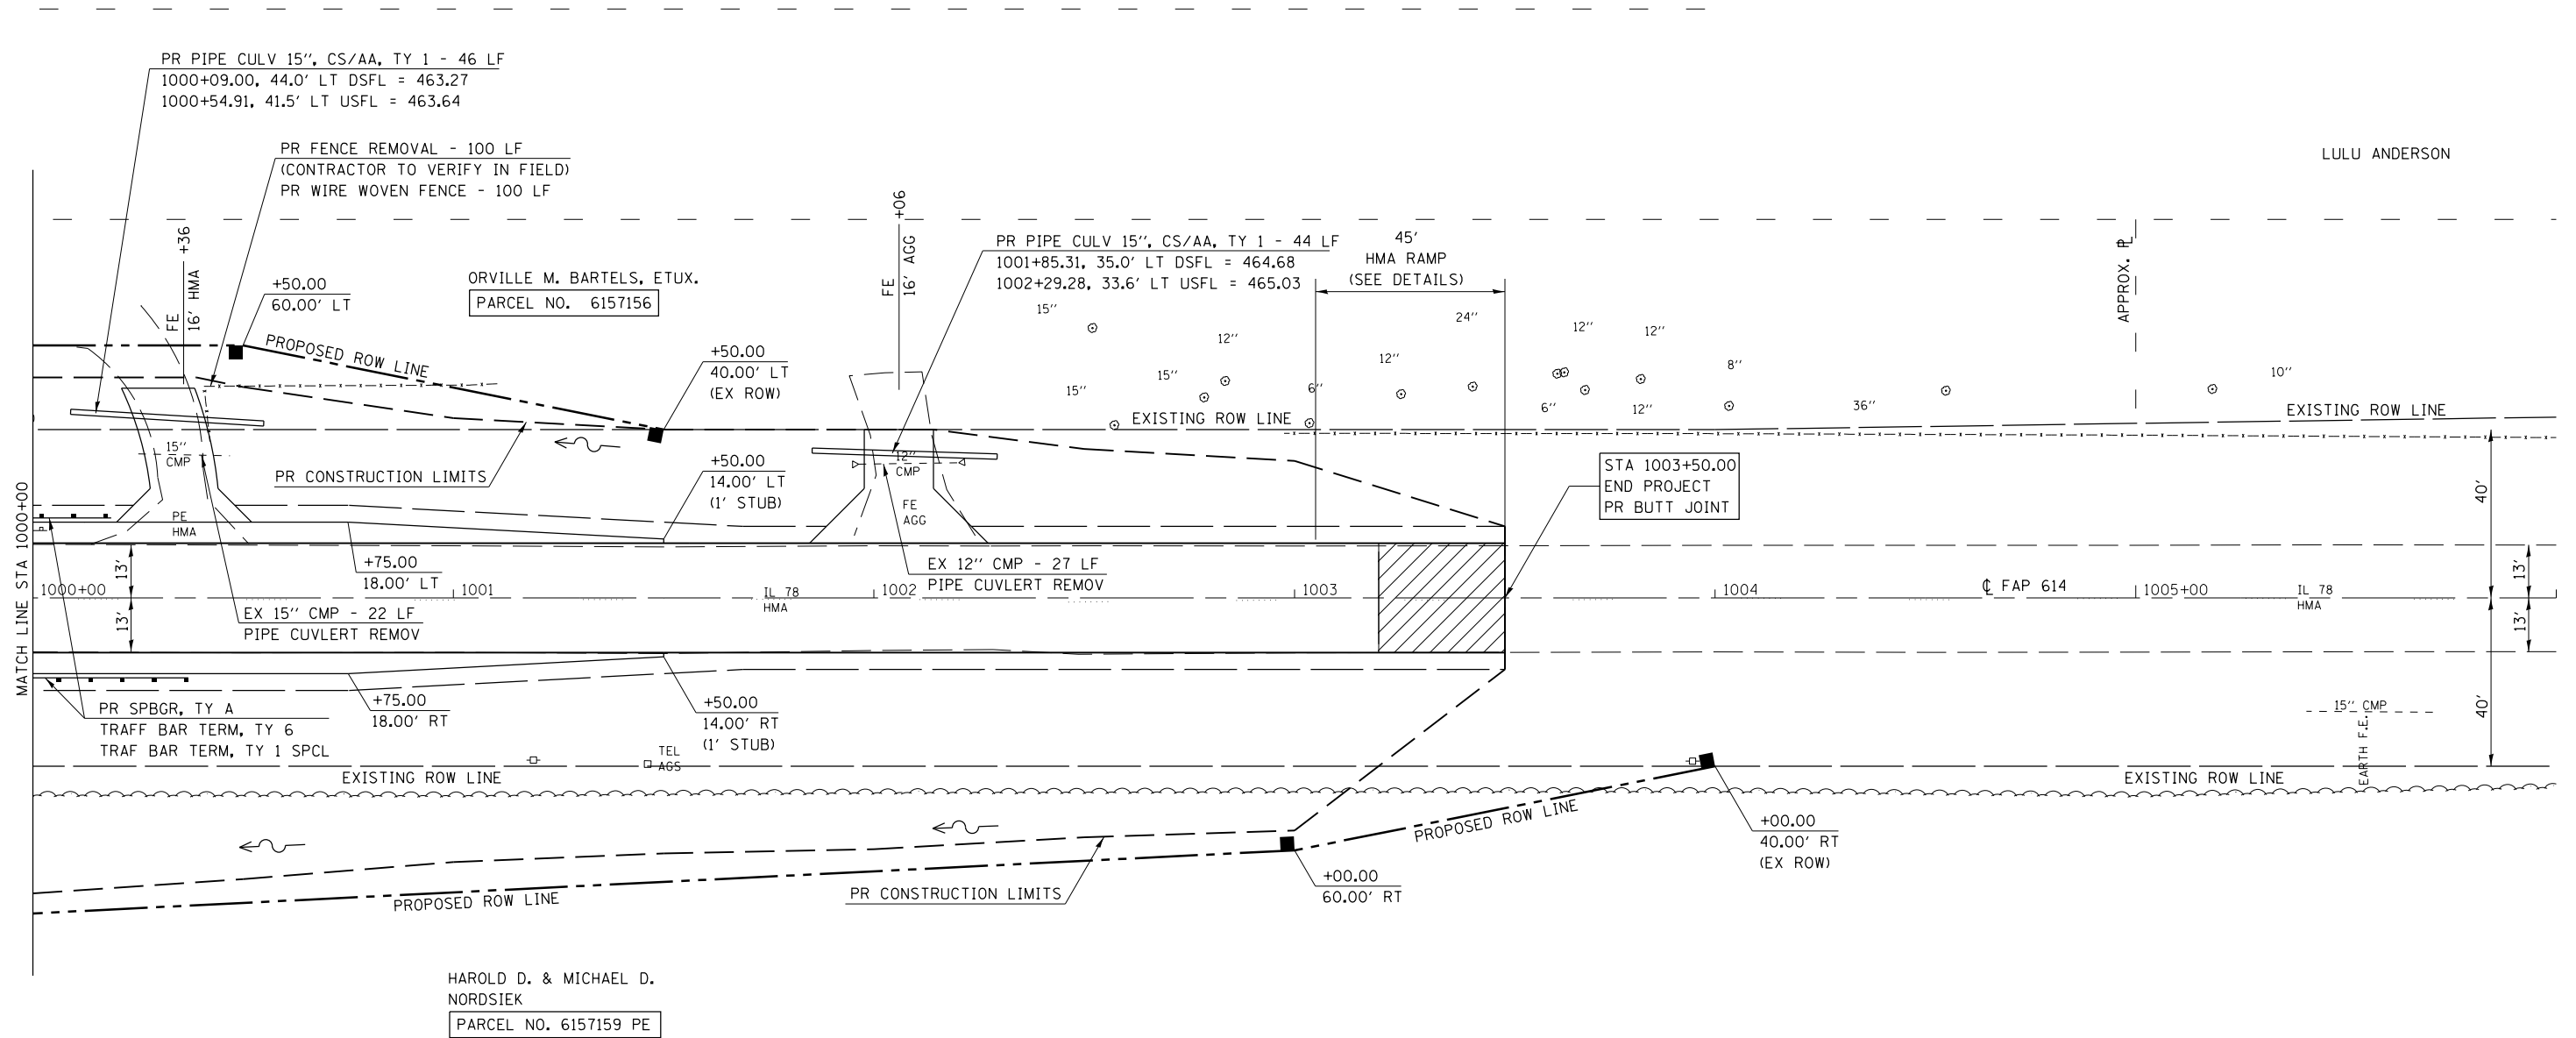 PR PIPE CULV 15'', CS/AA, TY 1 - 46 LF
1000+09.00, 44.0' LT DSFL = 463.27
1000+54.91, 41.5' LT USFL = 463.64
PR FENCE REMOVAL - 100 LF
(CONTRACTOR TO VERIFY IN FIELD)
PR WIRE WOVEN FENCE - 100 LF
LULU ANDERSON
+36
FE
16' HMA
+50.00
60.00' LT
ORVILLE M. BARTELS, ETUX.
PARCEL NO. 6157156
+06
FE
16' AGG
PR PIPE CULV 15'', CS/AA, TY 1 - 44 LF
1001+85.31, 35.0' LT DSFL = 464.68
1002+29.28, 33.6' LT USFL = 465.03
45'
HMA RAMP
(SEE DETAILS)
APPROX. ⅊
15''
12''
24''
12''
12''
PROPOSED ROW LINE
+50.00
40.00' LT
(EX ROW)
15''
15''
6''
12''
6''
12''
8''
36''
10''
EXISTING ROW LINE
EXISTING ROW LINE
15''
CMP
PR CONSTRUCTION LIMITS
+50.00
14.00' LT
(1' STUB)
12''
CMP
FE
AGG
STA 1003+50.00
END PROJECT
PR BUTT JOINT
40'
PE
HMA
+75.00
18.00' LT
EX 12'' CMP - 27 LF
PIPE CUVLERT REMOV
MATCH LINE STA 1000+00
13'
13'
1000+00
1001
IL 78
HMA
1002
1003
1004
℄ FAP 614
1005+00
IL 78
HMA
13'
13'
EX 15'' CMP - 22 LF
PIPE CUVLERT REMOV
PR SPBGR, TY A
TRAFF BAR TERM, TY 6
TRAF BAR TERM, TY 1 SPCL
+75.00
18.00' RT
+50.00
14.00' RT
(1' STUB)
TEL
AGS
15'' CMP
EARTH F.E.
40'
EXISTING ROW LINE
EXISTING ROW LINE
PROPOSED ROW LINE
+00.00
40.00' RT
(EX ROW)
+00.00
60.00' RT
PR CONSTRUCTION LIMITS
PROPOSED ROW LINE
HAROLD D. & MICHAEL D.
NORDSIEK
PARCEL NO. 6157159 PE